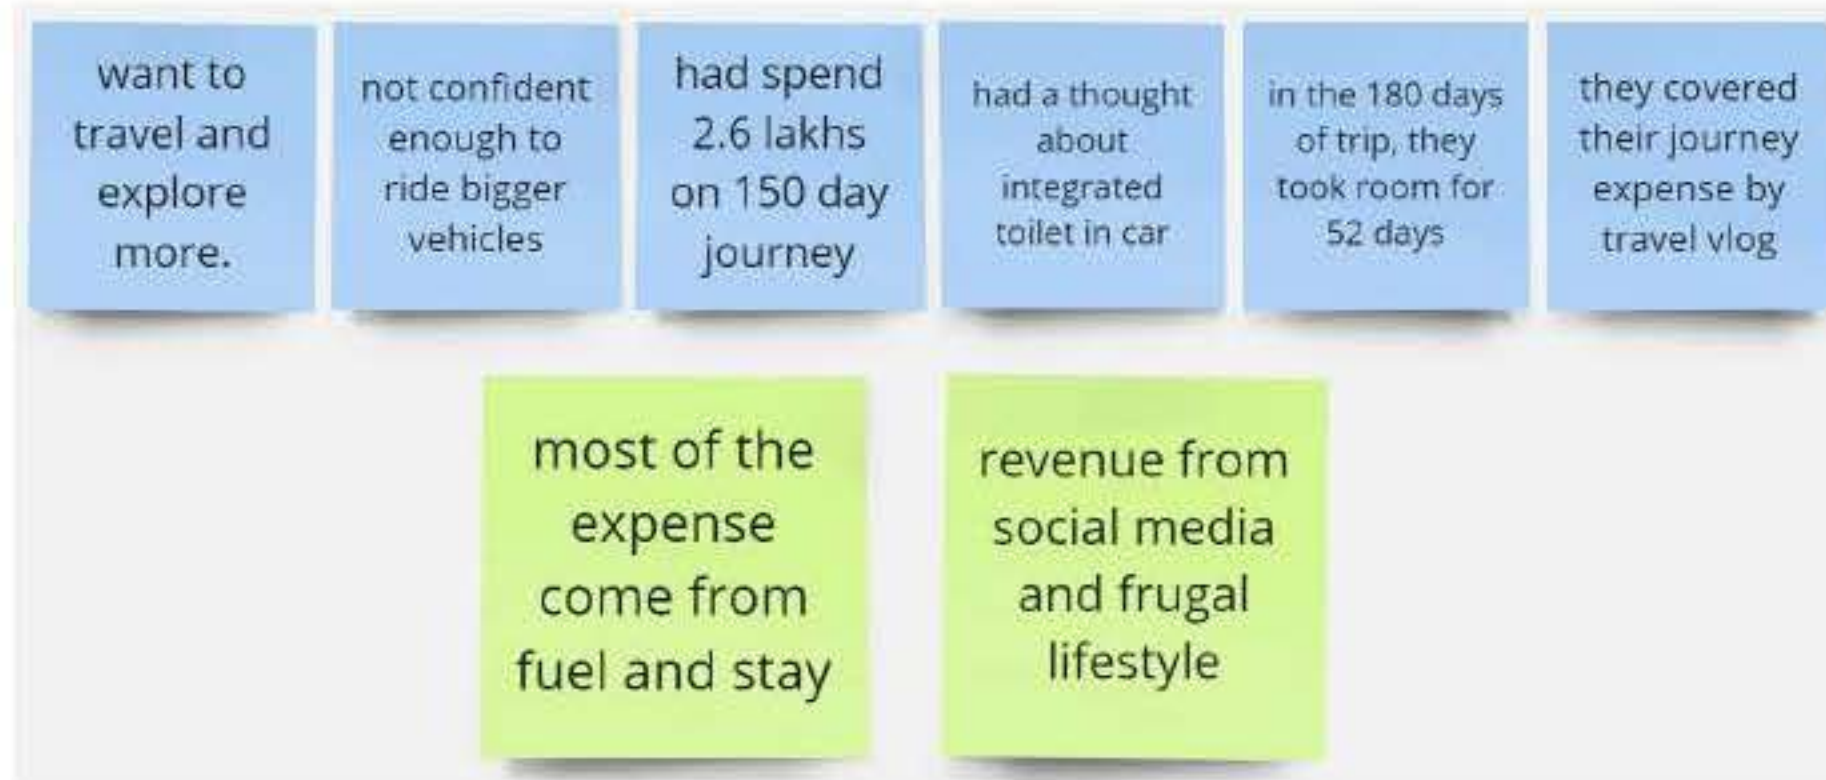 want to
travel and
explore
more.
not confident
enough to
ride bigger
vehicles
had spend
2.6 lakhs
on 150 day
journey
had a thought
about
integrated
toilet in car
in the 180 days
of trip, they
took room for
52 days
they covered
their journey
expense by
travel vlog
most of the
expense
come from
fuel and stay
revenue from
social media
and frugal
lifestyle